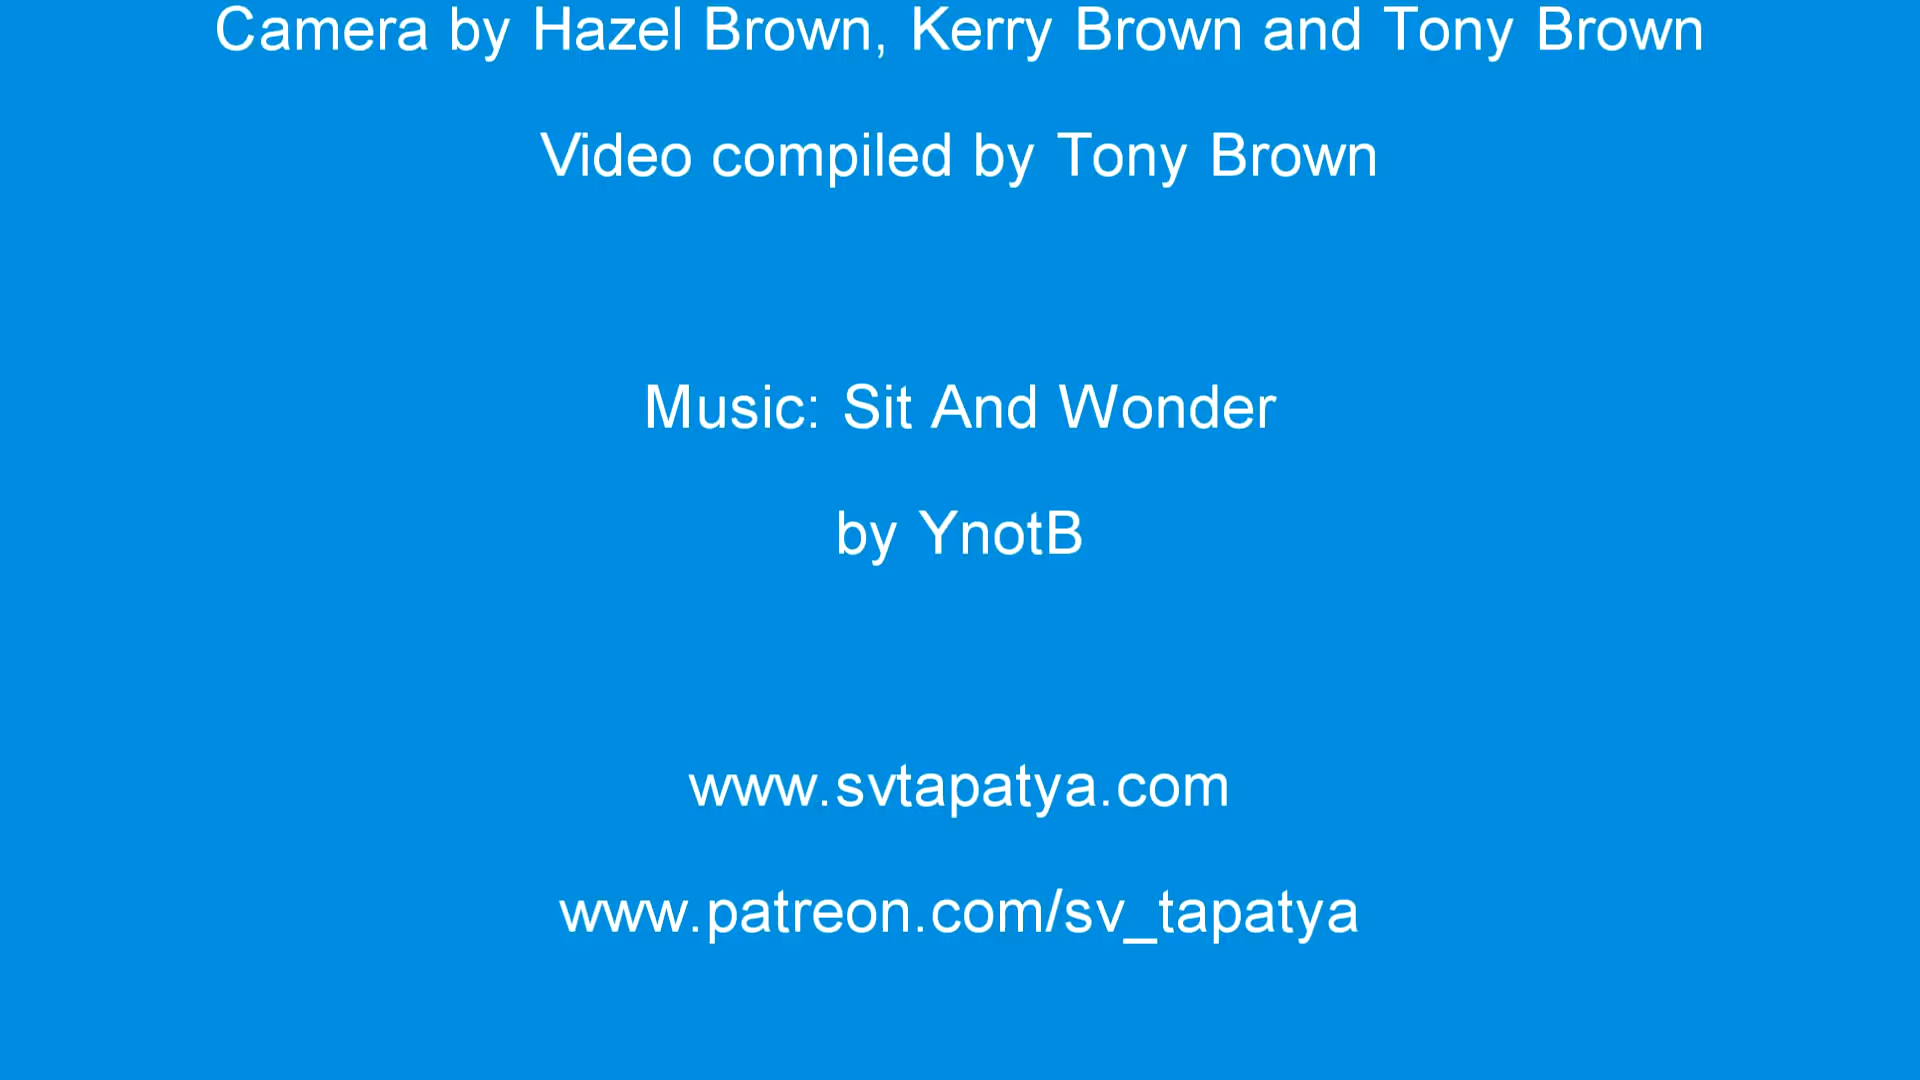 Camera by Hazel Brown, Kerry Brown and Tony Brown
Video compiled by Tony Brown
Music: Sit And Wonder
by YnotB
www.svtapatya.com
www.patreon.com/sv_tapatya